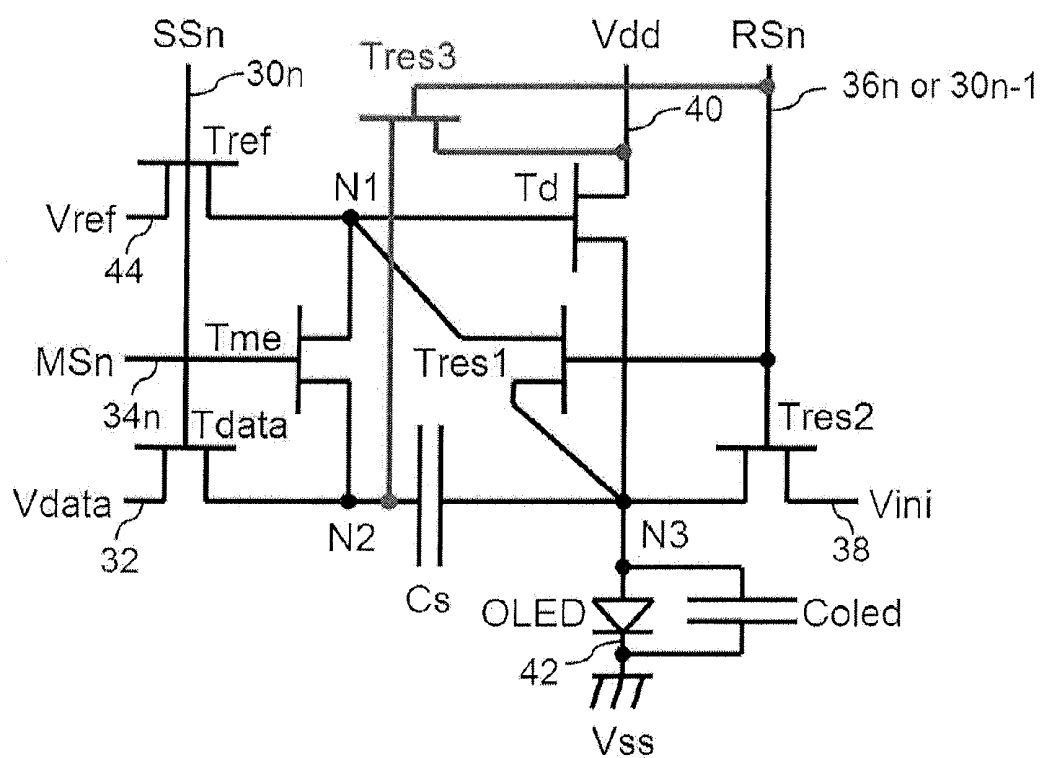 SSn
Vdd
RSn
Tres3
30n
36n or 30n-1
40
Tref
N1
Td
Vref
44
Tme
Tres1
MSn
34n
Tdata
Tres2
Vdata
Vini
32
N2
N3
38
Cs
OLED
Coled
42
Vss